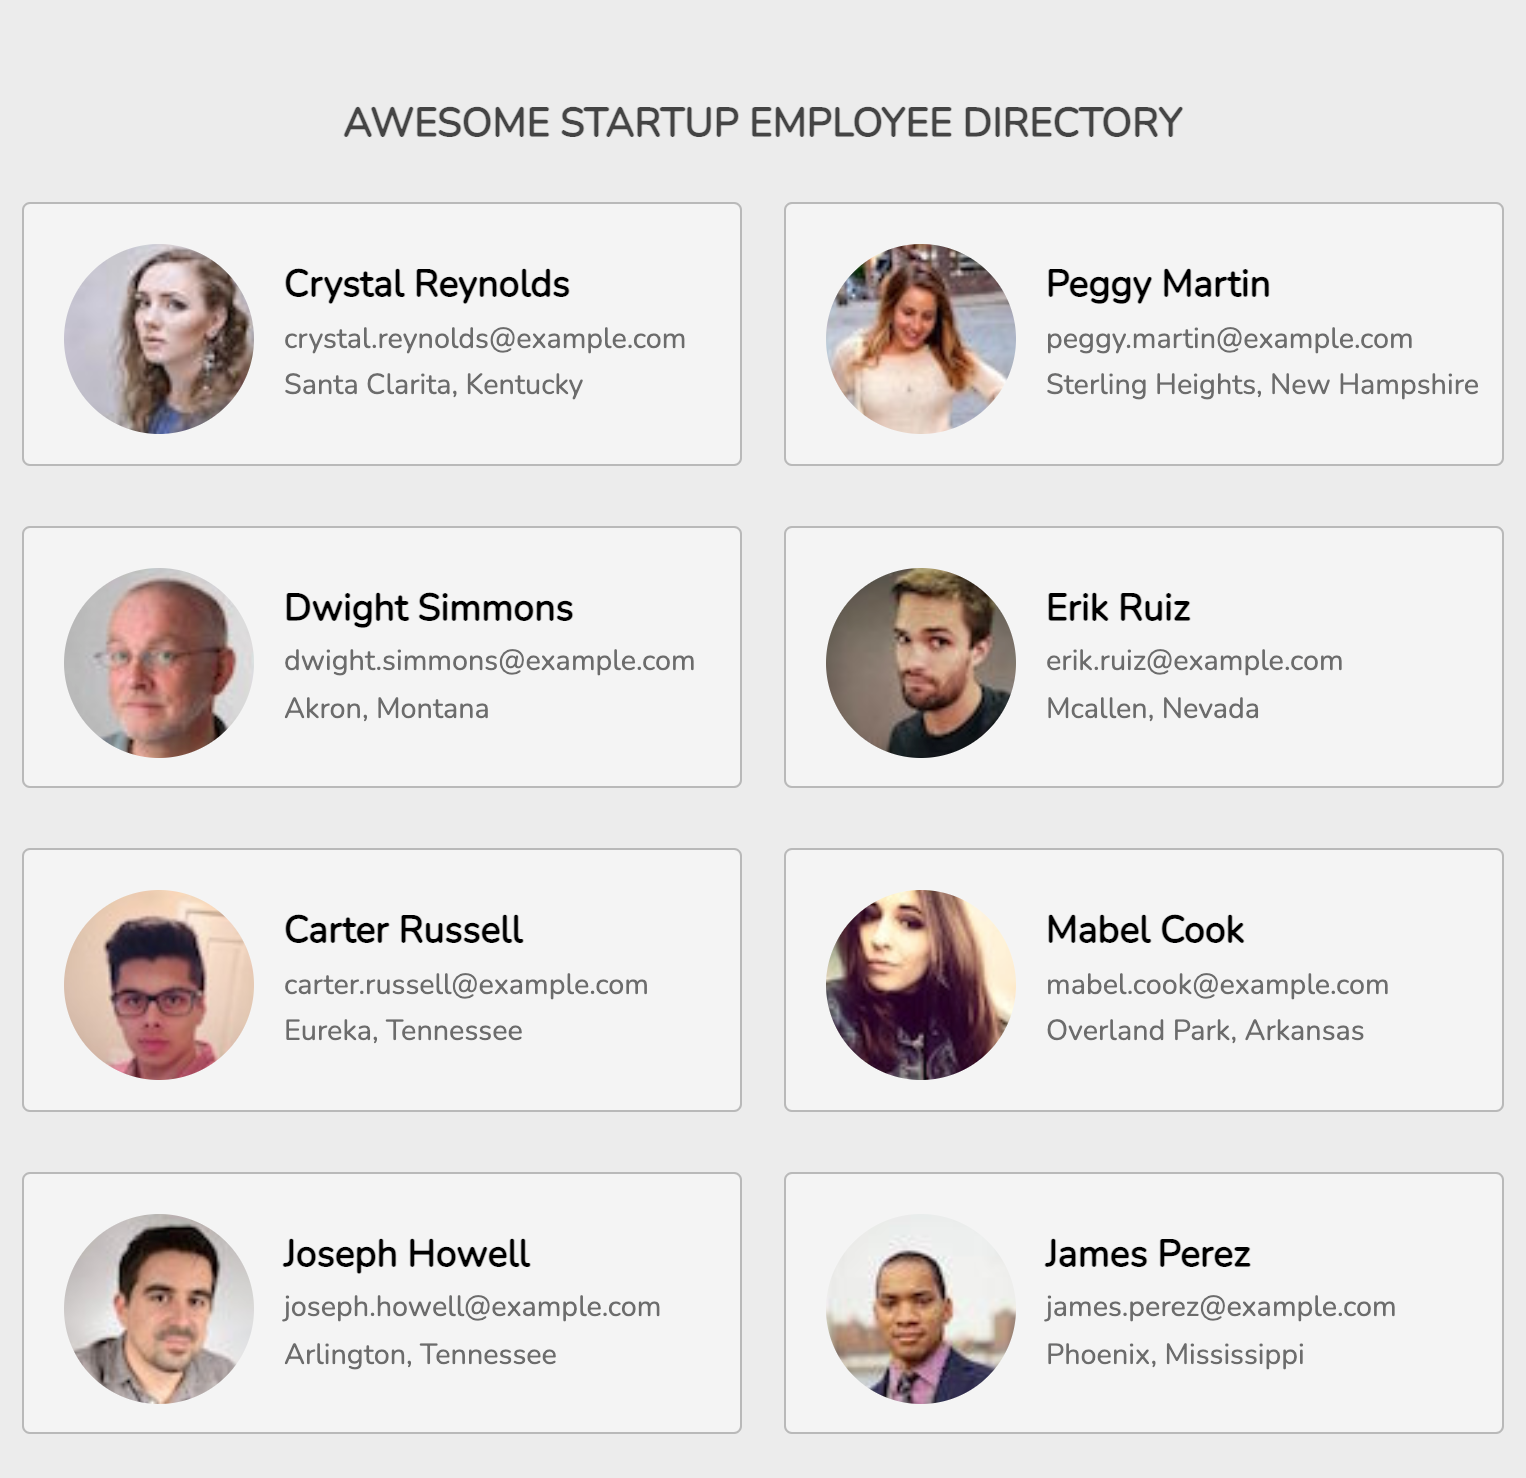 AWESOME STARTUP EMPLOYEE DIRECTORY
Crystal Reynolds
crystal.reynolds@example.com
Santa Clarita, Kentucky
Peggy Martin
peggy.martin@example.com
Sterling Heights, New Hampshire
Dwight Simmons
dwight.simmons@example.com
Akron, Montana
Erik Ruiz
erik.ruiz@example.com
Mcallen, Nevada
Carter Russell
carter.russell@example.com
Eureka, Tennessee
Mabel Cook
mabel.cook@example.com
Overland Park, Arkansas
Joseph Howell
joseph.howell@example.com
Arlington, Tennessee
James Perez
james.perez@example.com
Phoenix, Mississippi